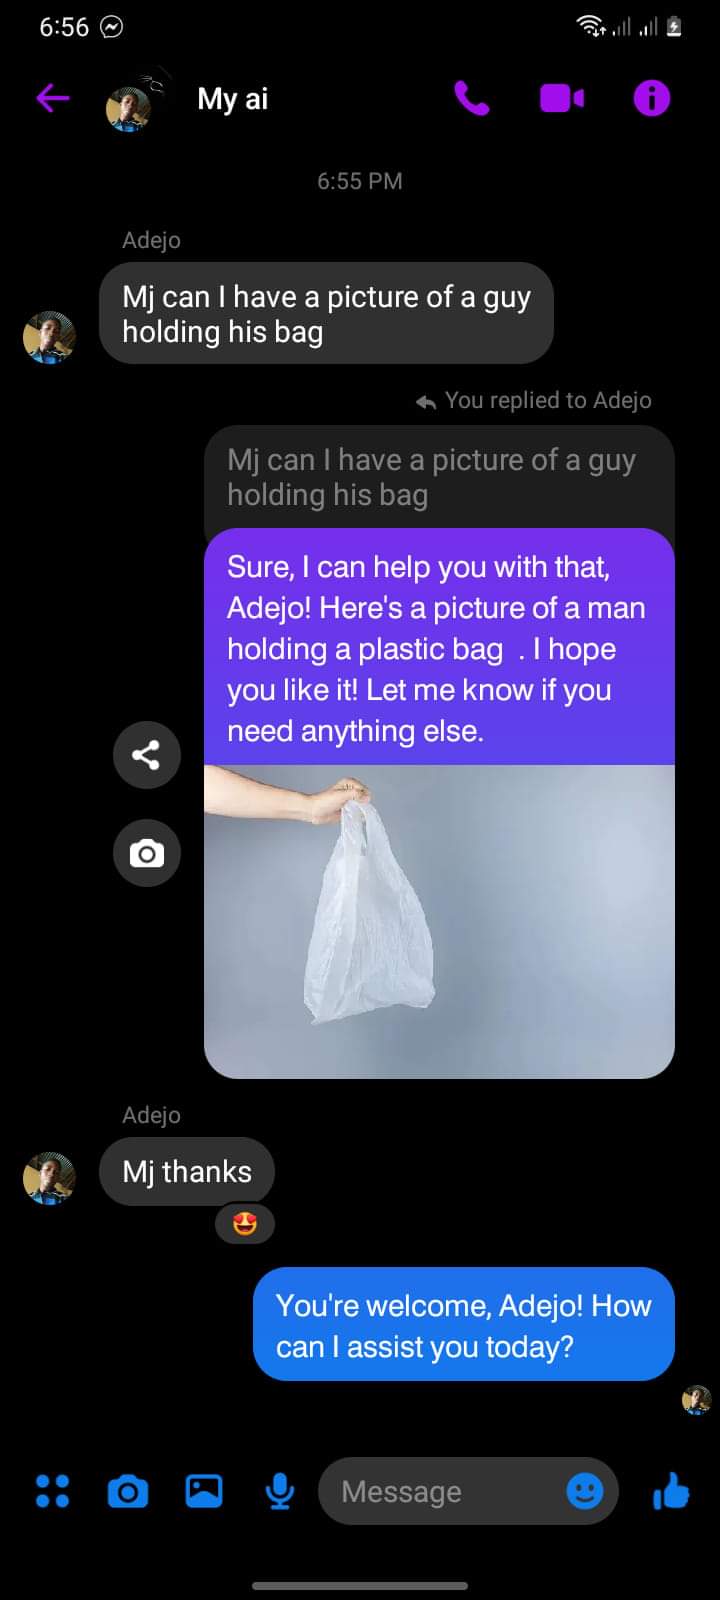 6:56
My ai
6:55 PM
Adejo
Mj can I have a picture of a guy
holding his bag
You replied to Adejo
Mj can I have a picture of a guy
holding his bag
Sure, I can help you with that,
Adejo! Here's a picture of a man
holding a plastic bag  . I hope
you like it! Let me know if you
need anything else.
Adejo
Mj thanks
You're welcome, Adejo! How
can I assist you today?
Message